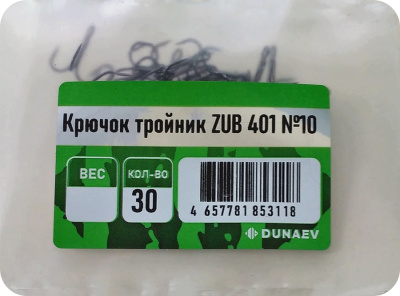 Крючок тройник ZUB 401 №10
ВЕС
КОЛ-ВО
30
4 657781 853118
DUNAEV